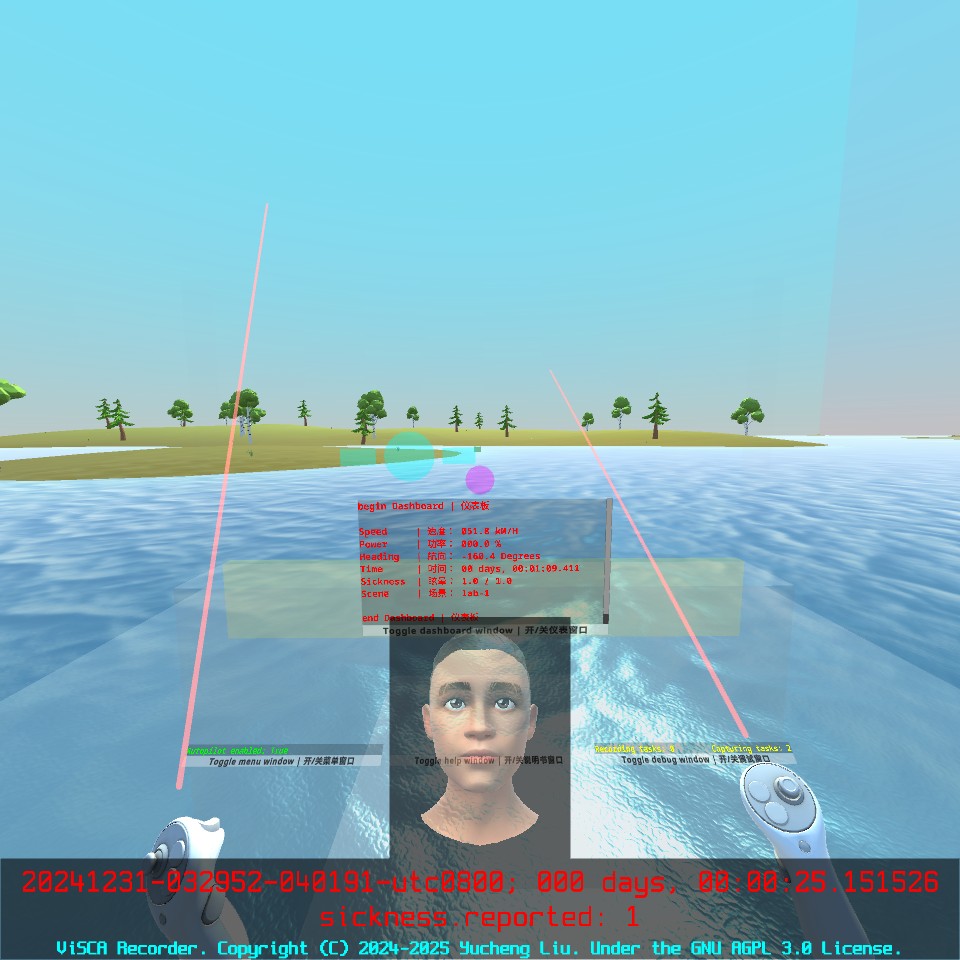 begin Dashboard | 仪表板
Speed | 速度： 051.8 kM/H
Power | 功率： 000.0 %
Heading | 航向： -160.4 Degrees
Time | 时间： 00 days, 00:01:09.411
Sickness | 眩晕： 1.0 / 1.0
Scene | 场景： lab-1
end Dashboard | 仪表板
Toggle dashboard window | 开/关仪表窗口
Autopilot enabled: True
Toggle menu window | 开/关菜单窗口
Toggle help window | 开/关说明书窗口
Recording tasks: 0 Capturing tasks: 2
Toggle debug window | 开/关调试窗口
20241231-032952-040191-utc0800; 000 days, 00:00:25.151526
sickness.reported: 1
ViSCA Recorder. Copyright (C) 2024-2025 Yucheng Liu. Under the GNU AGPL 3.0 License.